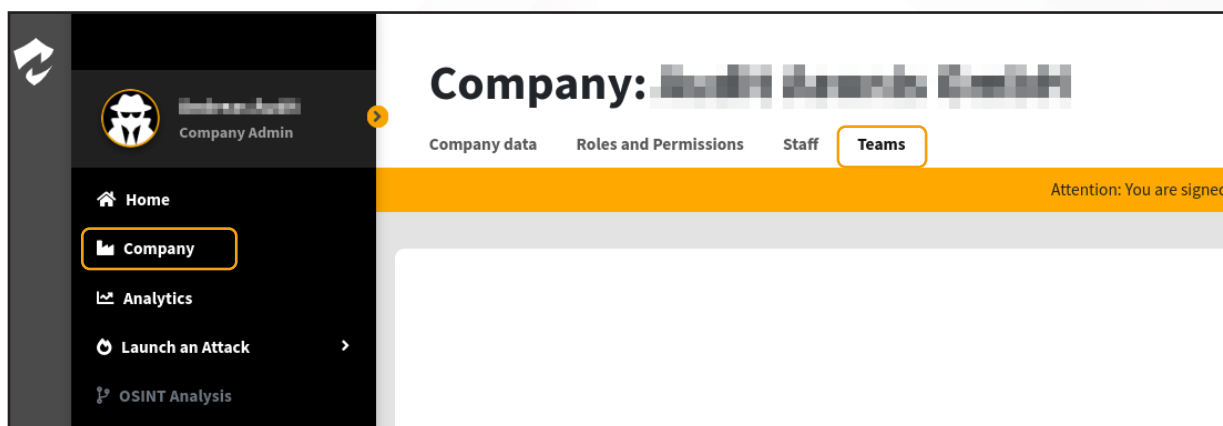 Company:
Company Admin
Company data Roles and Permissions Staff Teams
Attention: You are signed
Home
Company
Analytics
Launch an Attack
OSINT Analysis